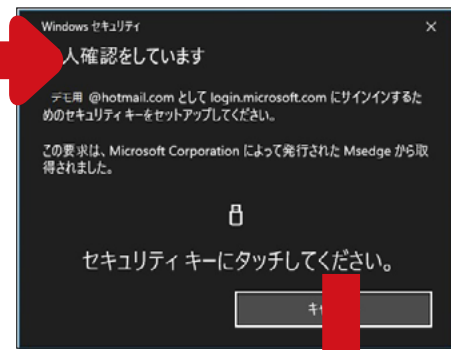 Windows セキュリティ
人確認をしています
デモ用 @hotmail.com として login.microsoft.com にサインインするた
めのセキュリティ キーをセットアップしてください。
この要求は、Microsoft Corporation によって発行された Msedge から取
得されました。
セキュリティ キーにタッチしてください。